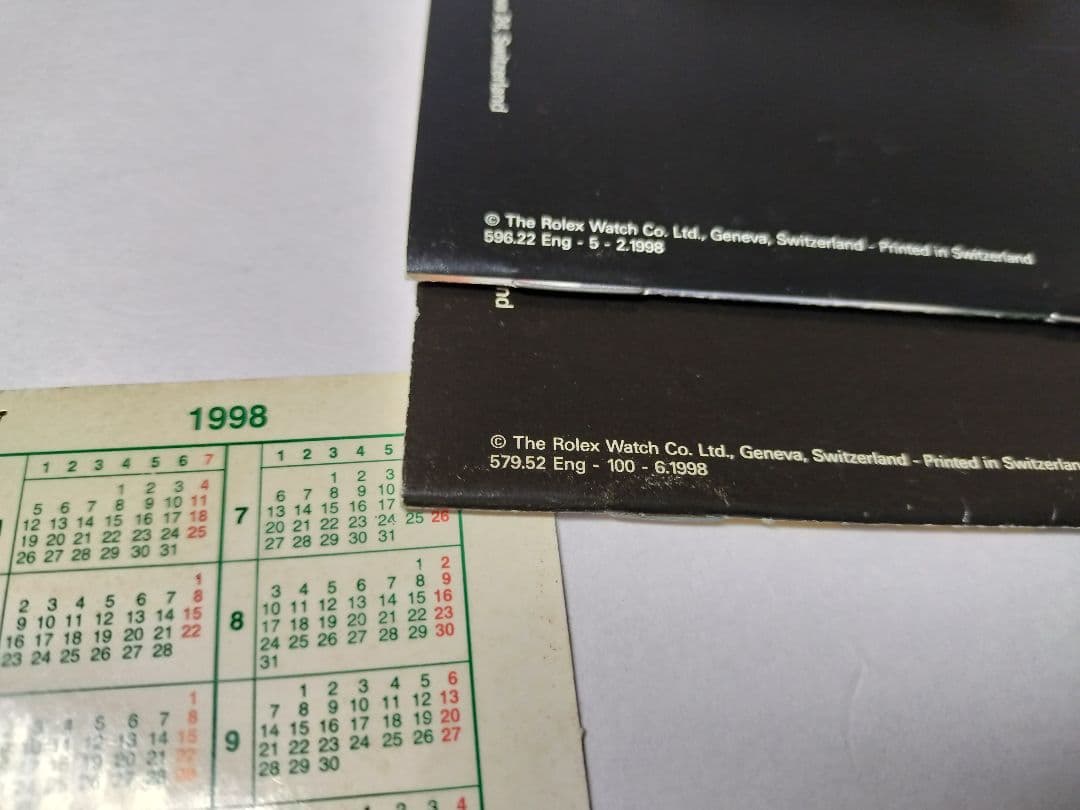 Switzerland
© The Rolex Watch Co. Ltd., Geneva, Switzerland - Printed in Switzerland
596.22 Eng - 5 - 2.1998
nd
© The Rolex Watch Co. Ltd., Geneva, Switzerland - Printed in Switzerlan
579.52 Eng - 100 - 6.1998
1998
1 2 3 4 5 6 7
1 2 3 4
5 6 7 8 9 10 11
12 13 14 15 16 17 18
19 20 21 22 23 24 25
26 27 28 29 30 31
1
2 3 4 5 6 7 8
9 10 11 12 13 14 15
16 17 18 19 20 21 22
23 24 25 26 27 28
1
5 6 7 8
14 15
21
1 2 3 4 5
7
1 2 3
6 7 8 9 10
13 14 15 16 17
20 21 22 23 24 25 26
27 28 29 30 31
8
1 2
3 4 5 6 7 8 9
10 11 12 13 14 15 16
17 18 19 20 21 22 23
24 25 26 27 28 29 30
31
9
1 2 3 4 5 6
7 8 9 10 11 12 13
14 15 16 17 18 19 20
21 22 23 24 25 26 27
28 29 30
3 4